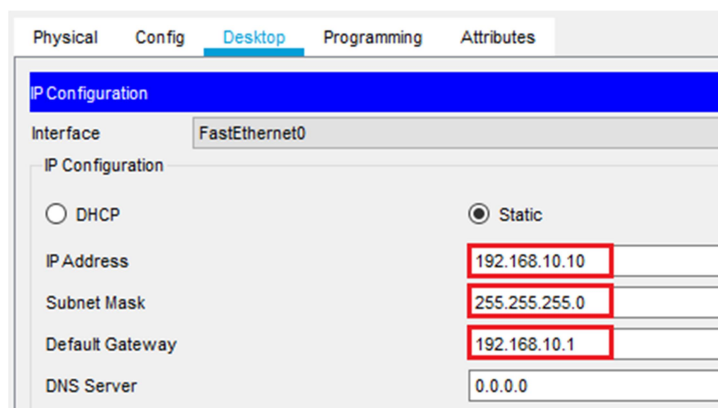 Physical Config Desktop Programming Attributes
IP Configuration
Interface FastEthernet0
IP Configuration
DHCP Static
IP Address 192.168.10.10
Subnet Mask 255.255.255.0
Default Gateway 192.168.10.1
DNS Server 0.0.0.0